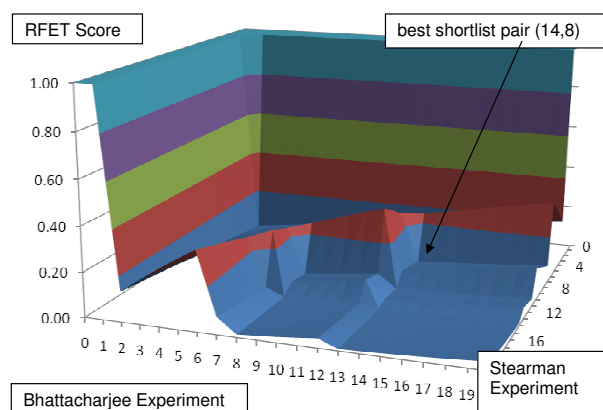 RFET Score
best shortlist pair (14,8)
1.00
0.80
0.60
0.40
0.20
0.00
0 1 2 3 4 5 6 7 8 9 10 11 12 13 14 15 16 17 18 19
0
4
8
12
16
Bhattacharjee Experiment
Stearman
Experiment